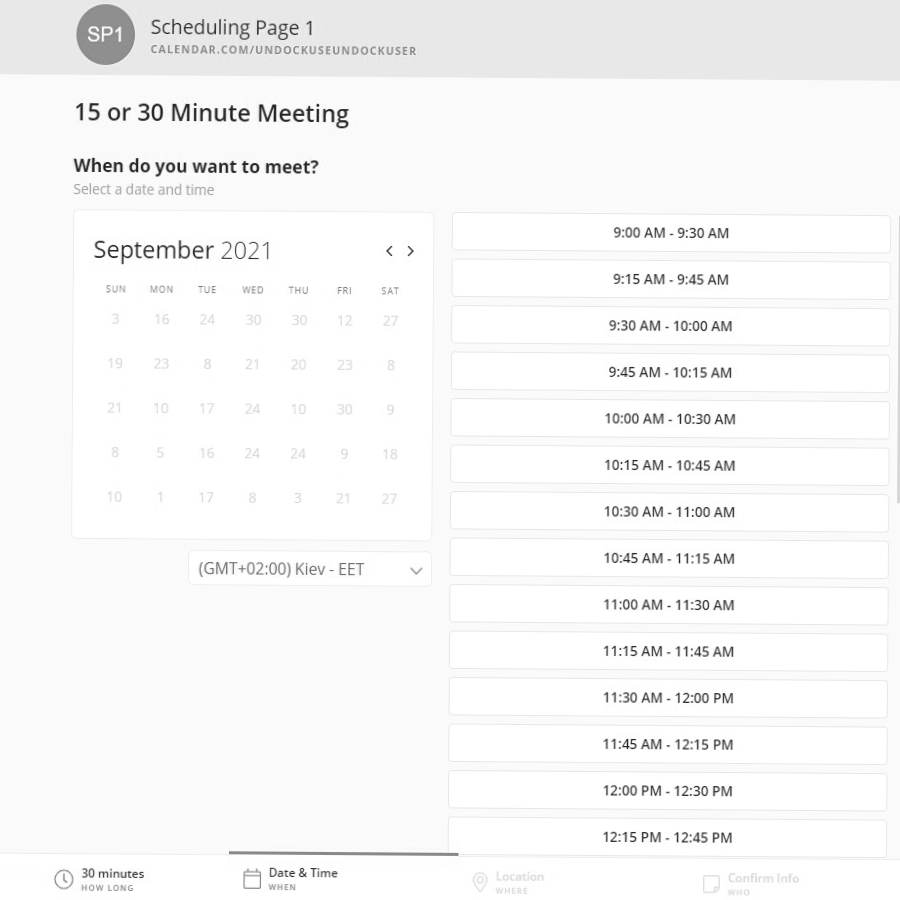 SP1
Scheduling Page 1
CALENDAR.COM/UNDOCKUSEUNDOCKUSER
15 or 30 Minute Meeting
When do you want to meet?
Select a date and time
September 2021
SUN MON TUE WED THU FRI SAT
3 16 24 30 30 12 27
19 23 8 21 20 23 8
21 10 17 24 10 30 9
8 5 16 24 24 9 18
10 1 17 8 3 21 27
(GMT+02:00) Kiev - EET
9:00 AM - 9:30 AM
9:15 AM - 9:45 AM
9:30 AM - 10:00 AM
9:45 AM - 10:15 AM
10:00 AM - 10:30 AM
10:15 AM - 10:45 AM
10:30 AM - 11:00 AM
10:45 AM - 11:15 AM
11:00 AM - 11:30 AM
11:15 AM - 11:45 AM
11:30 AM - 12:00 PM
11:45 AM - 12:15 PM
12:00 PM - 12:30 PM
12:15 PM - 12:45 PM
30 minutes
HOW LONG
Date & Time
WHEN
Location
WHERE
Confirm Info
WHO